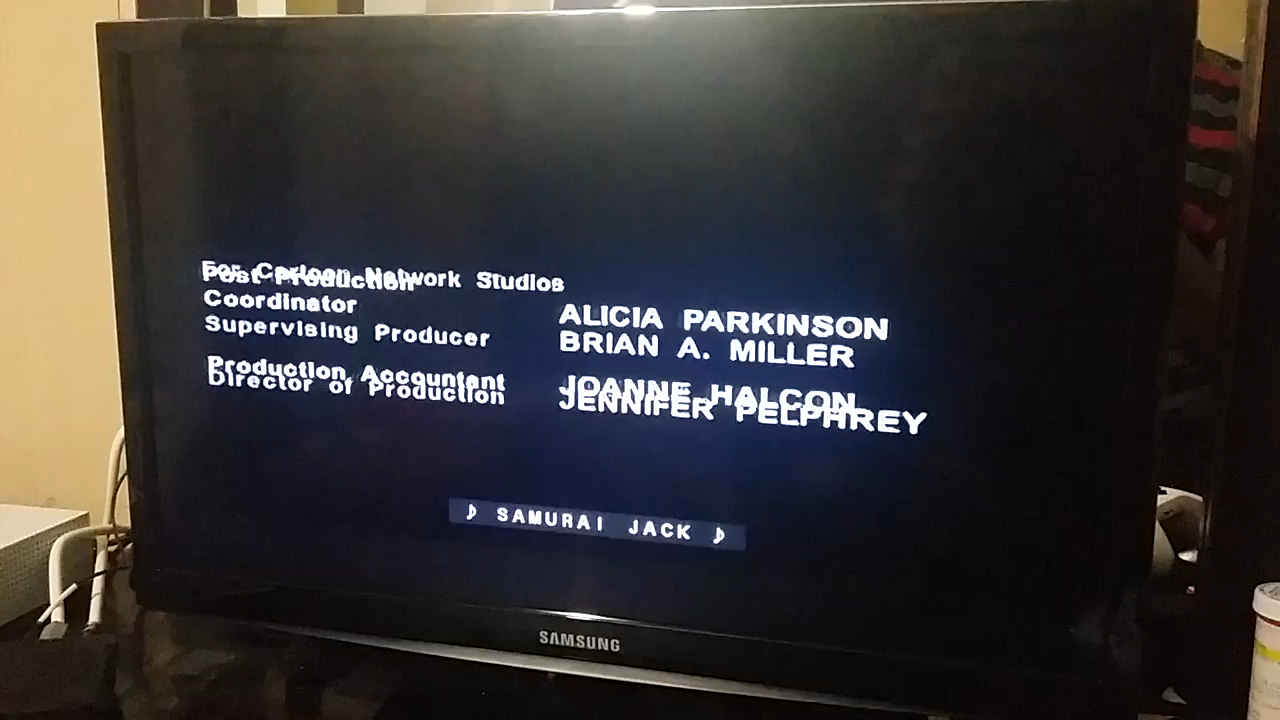 For Cartoon Network Studios
Post Production
Coordinator ALICIA PARKINSON
Supervising Producer BRIAN A. MILLER
Production Accountant JOANNE HALCON
Director of Production JENNIFER PELPHREY
♪ SAMURAI JACK ♪
SAMSUNG